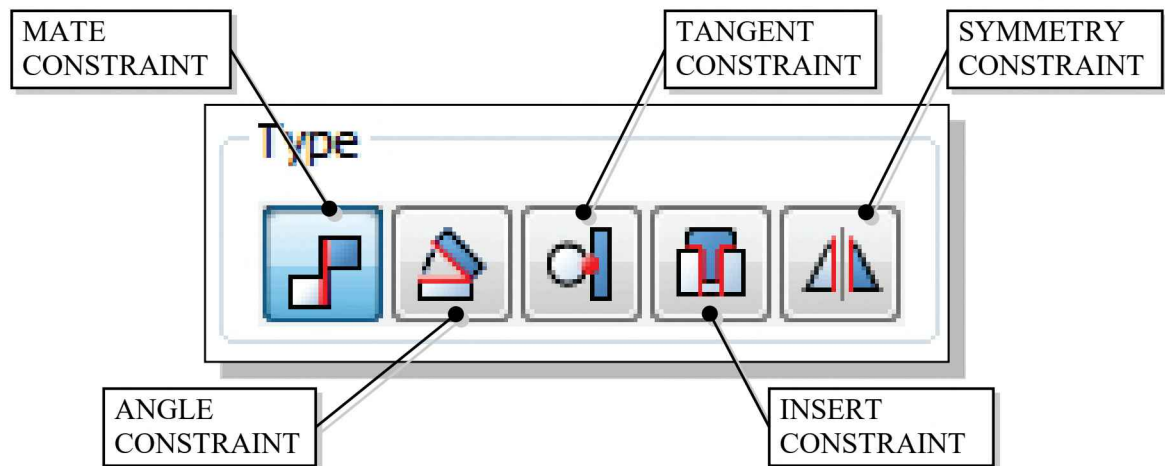 MATE
CONSTRAINT
TANGENT
CONSTRAINT
SYMMETRY
CONSTRAINT
Type
ANGLE
CONSTRAINT
INSERT
CONSTRAINT